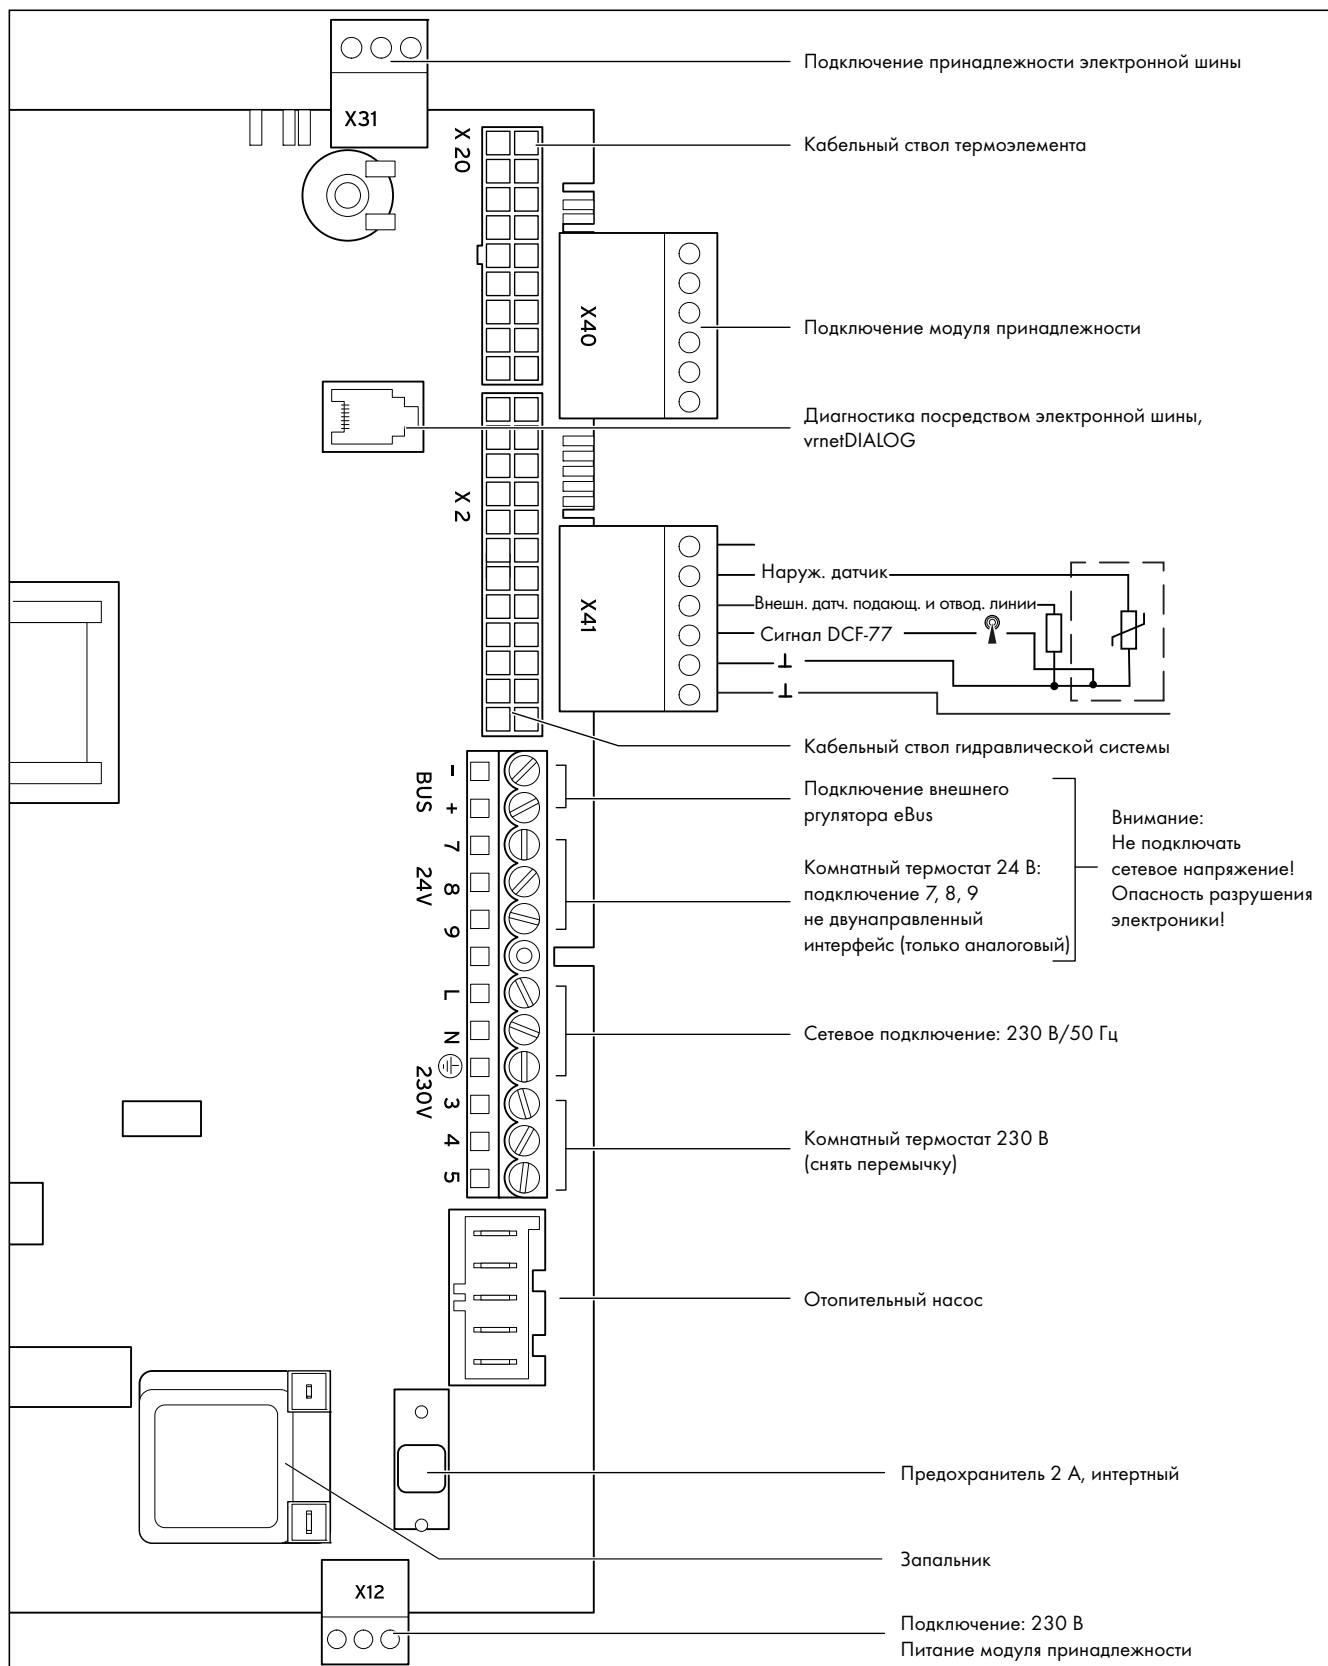 Подключение принадлежности электронной шины
X31
X 20
Кабельный ствол термоэлемента
X40
Подключение модуля принадлежности
Диагностика посредством электронной шины,
vrnetDIALOG
X 2
X41
Наруж. датчик
Внешн. датч. подающ. и отвод. линии
Сигнал DCF-77
Кабельный ствол гидравлической системы
BUS
-
+
Подключение внешнего
ргулятора eBus
24V
7
8
9
Комнатный термостат 24 В:
подключение 7, 8, 9
не двунаправленный
интерфейс (только аналоговый)
Внимание:
Не подключать
сетевое напряжение!
Опасность разрушения
электроники!
L
N
Сетевое подключение: 230 В/50 Гц
230V
3
4
5
Комнатный термостат 230 В
(снять перемычку)
Отопительный насос
Предохранитель 2 А, интертный
Запальник
X12
Подключение: 230 В
Питание модуля принадлежности